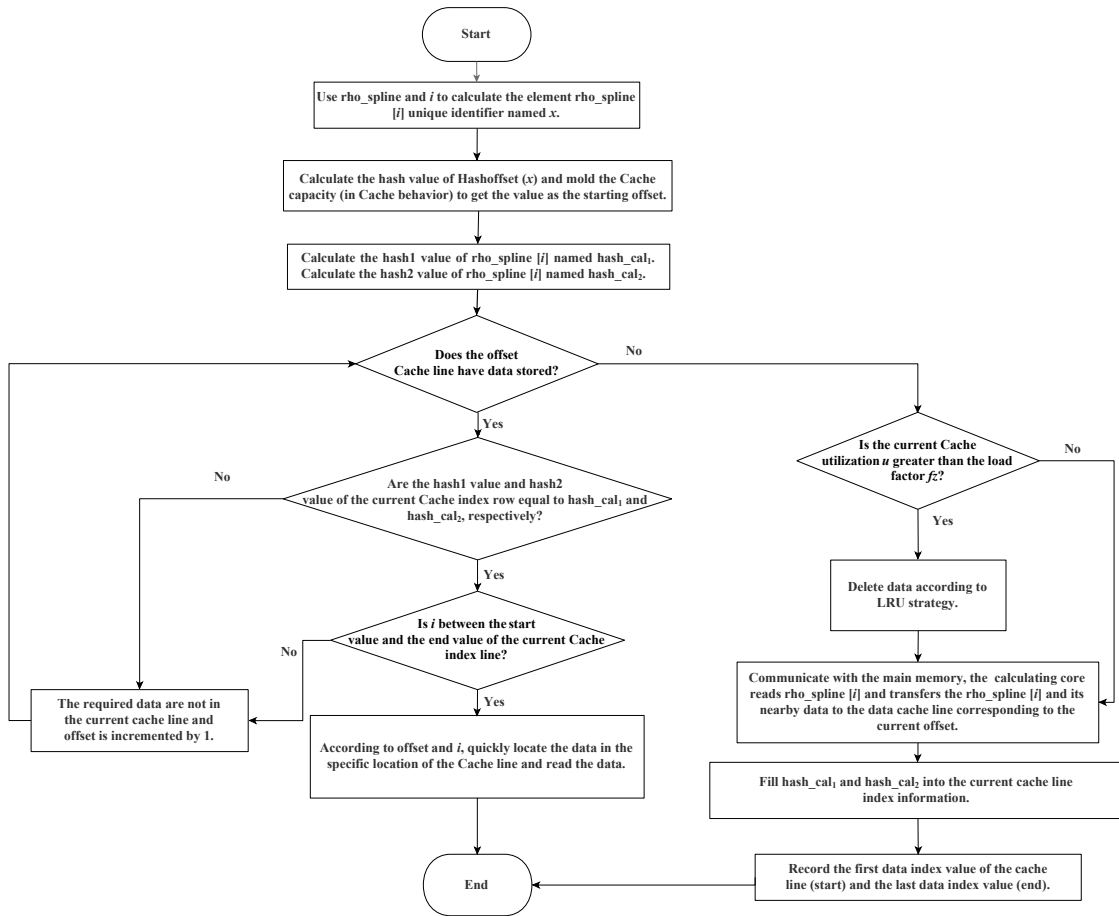 Start
Use rho_spline and i to calculate the element rho_spline
[i] unique identifier named x.
Calculate the hash value of Hashoffset (x) and mold the Cache
capacity (in Cache behavior) to get the value as the starting offset.
Calculate the hash1 value of rho_spline [i] named hash_cal₁.
Calculate the hash2 value of rho_spline [i] named hash_cal₂.
Does the offset
Cache line have data stored?
No
Yes
Is the current Cache
utilization u greater than the load
factor fz?
No
Yes
Are the hash1 value and hash2
value of the current Cache index row equal to hash_cal₁ and
hash_cal₂, respectively?
No
Yes
Is i between the start
value and the end value of the current Cache
index line?
No
Yes
The required data are not in
the current cache line and
offset is incremented by 1.
According to offset and i, quickly locate the data in the
specific location of the Cache line and read the data.
Delete data according to
LRU strategy.
Communicate with the main memory, the calculating core
reads rho_spline [i] and transfers the rho_spline [i] and its
nearby data to the data cache line corresponding to the
current offset.
Fill hash_cal₁ and hash_cal₂ into the current cache line
index information.
Record the first data index value of the cache
line (start) and the last data index value (end).
End